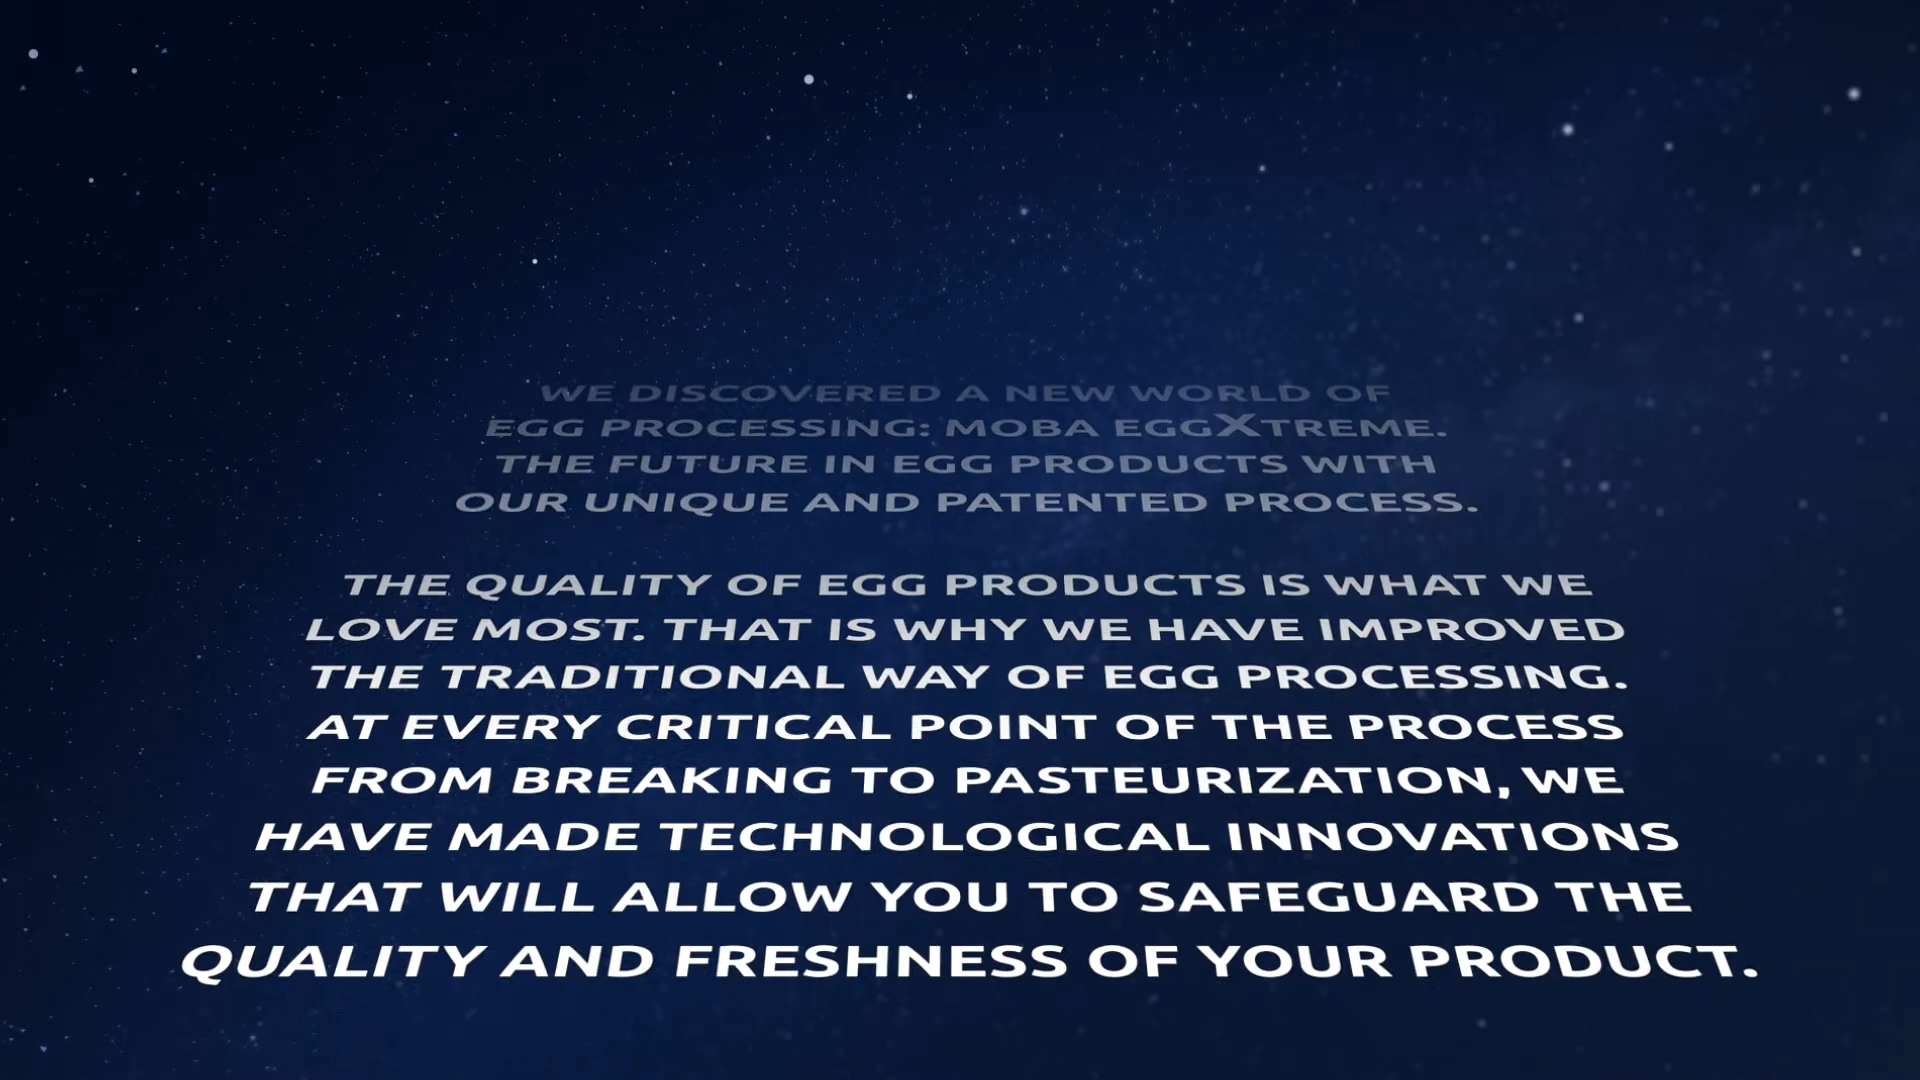 WE DISCOVERED A NEW WORLD OF
EGG PROCESSING: MOBA EGGXTREME.
THE FUTURE IN EGG PRODUCTS WITH
OUR UNIQUE AND PATENTED PROCESS.
THE QUALITY OF EGG PRODUCTS IS WHAT WE
LOVE MOST. THAT IS WHY WE HAVE IMPROVED
THE TRADITIONAL WAY OF EGG PROCESSING.
AT EVERY CRITICAL POINT OF THE PROCESS
FROM BREAKING TO PASTEURIZATION, WE
HAVE MADE TECHNOLOGICAL INNOVATIONS
THAT WILL ALLOW YOU TO SAFEGUARD THE
QUALITY AND FRESHNESS OF YOUR PRODUCT.